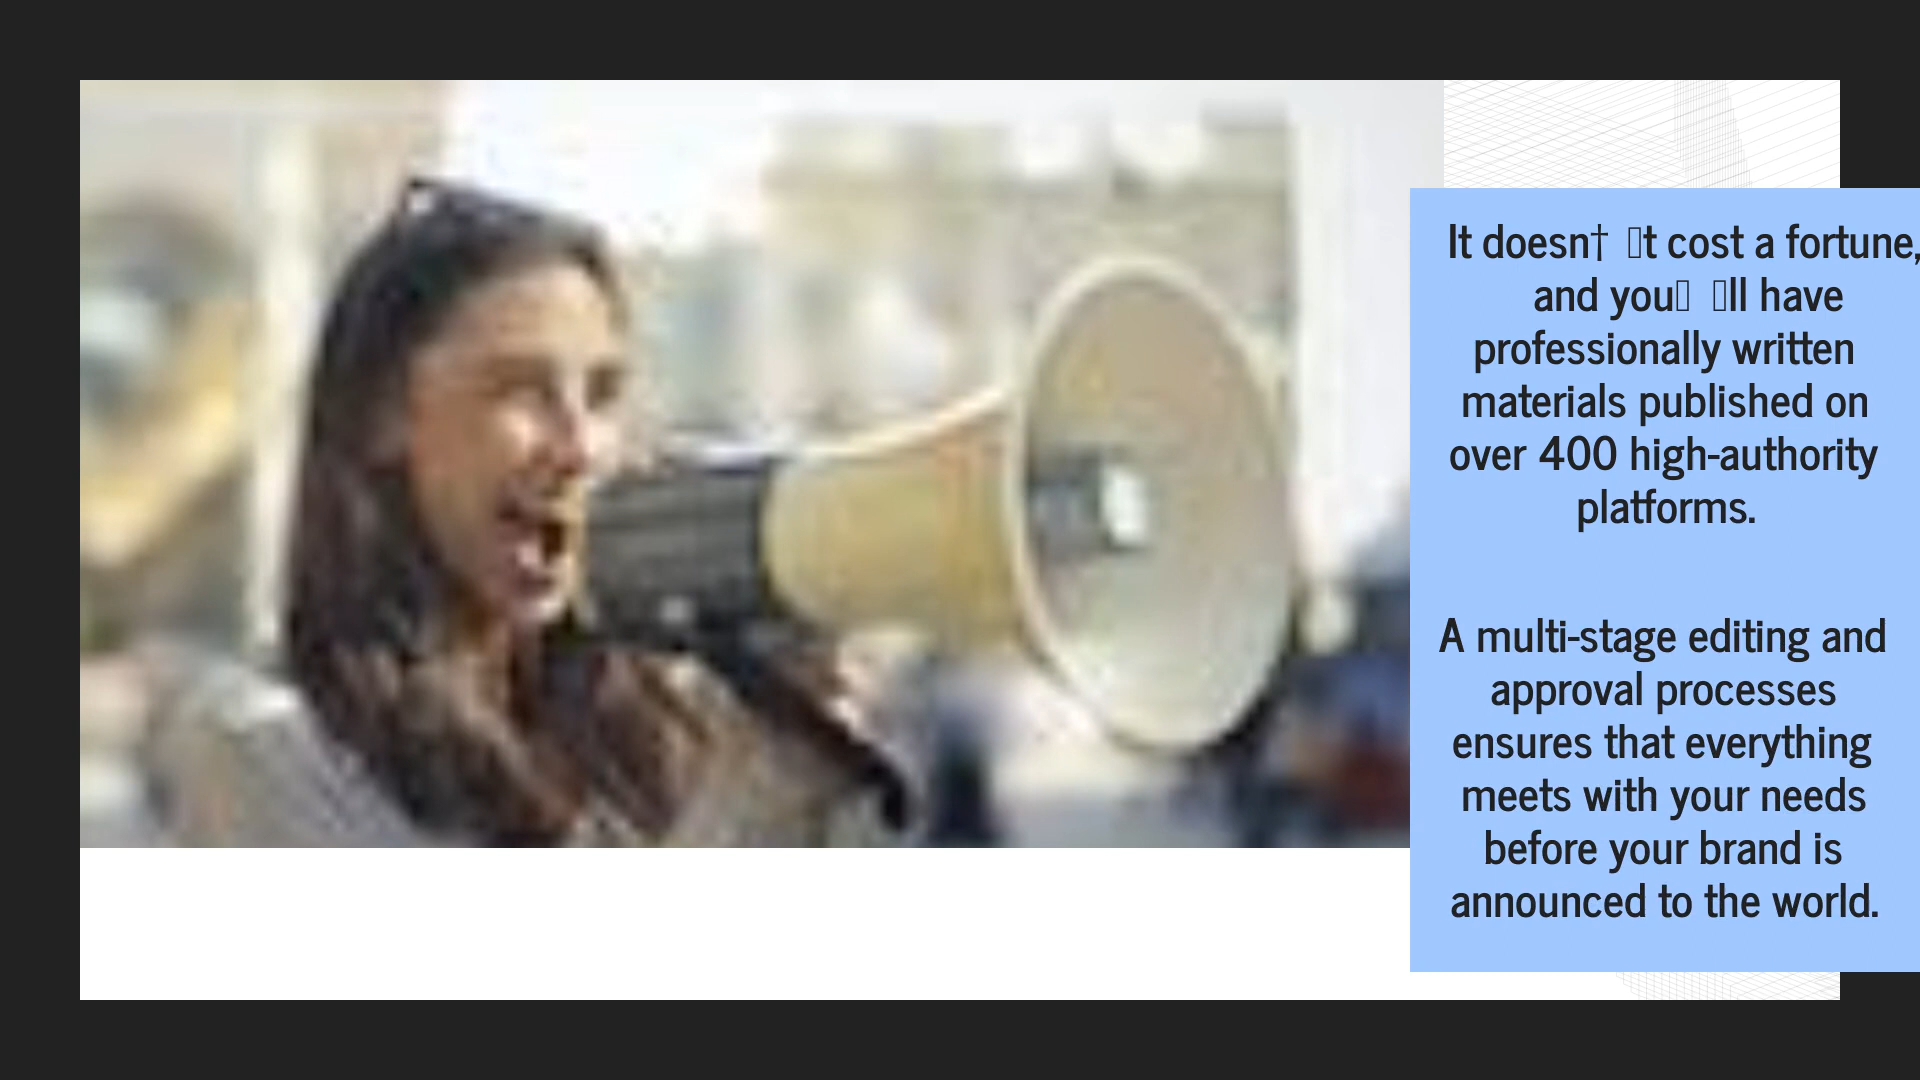 It doesn† ▯t cost a fortune,
and you▯ ▯ll have
professionally written
materials published on
over 400 high-authority
platforms.
A multi-stage editing and
approval processes
ensures that everything
meets with your needs
before your brand is
announced to the world.